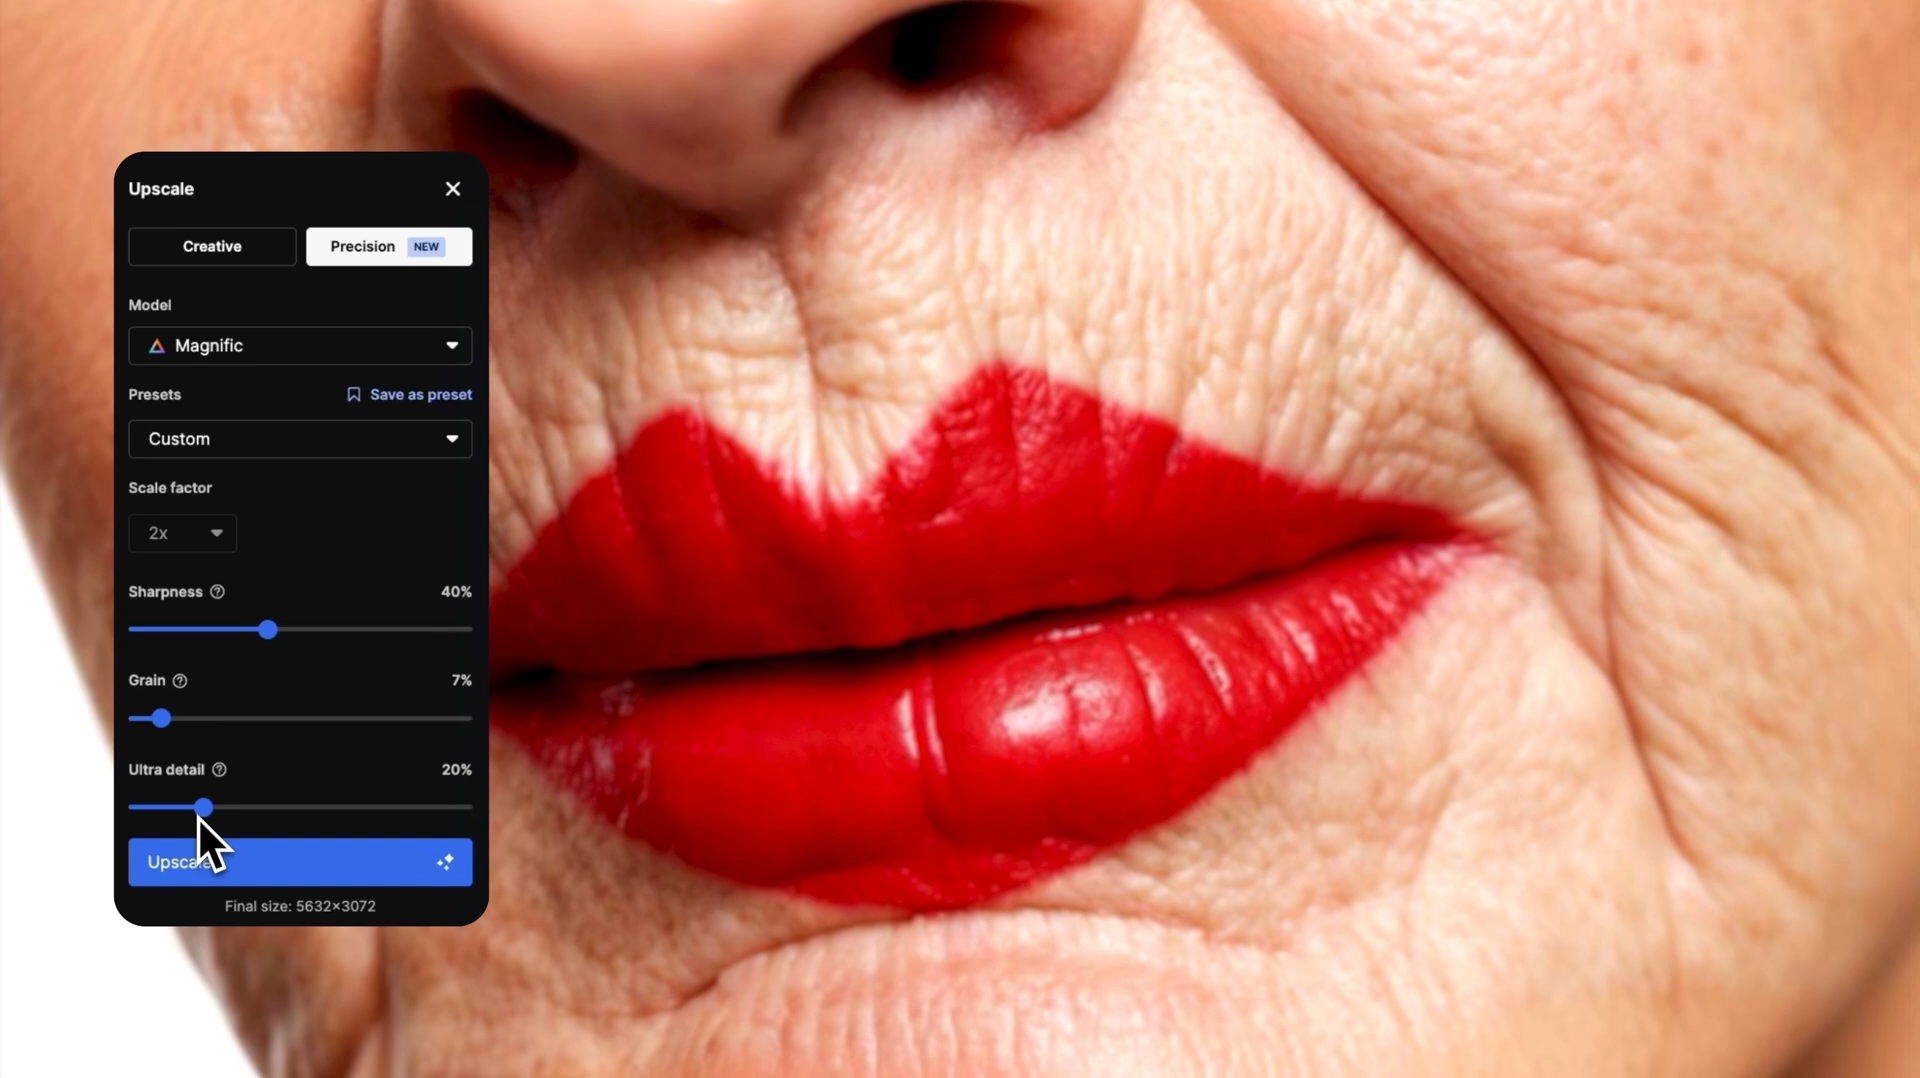 Upscale
Creative
Precision NEW
Model
Magnific
Presets
Save as preset
Custom
Scale factor
2x
Sharpness
40%
Grain
7%
Ultra detail
20%
Upscale
Final size: 5632×3072